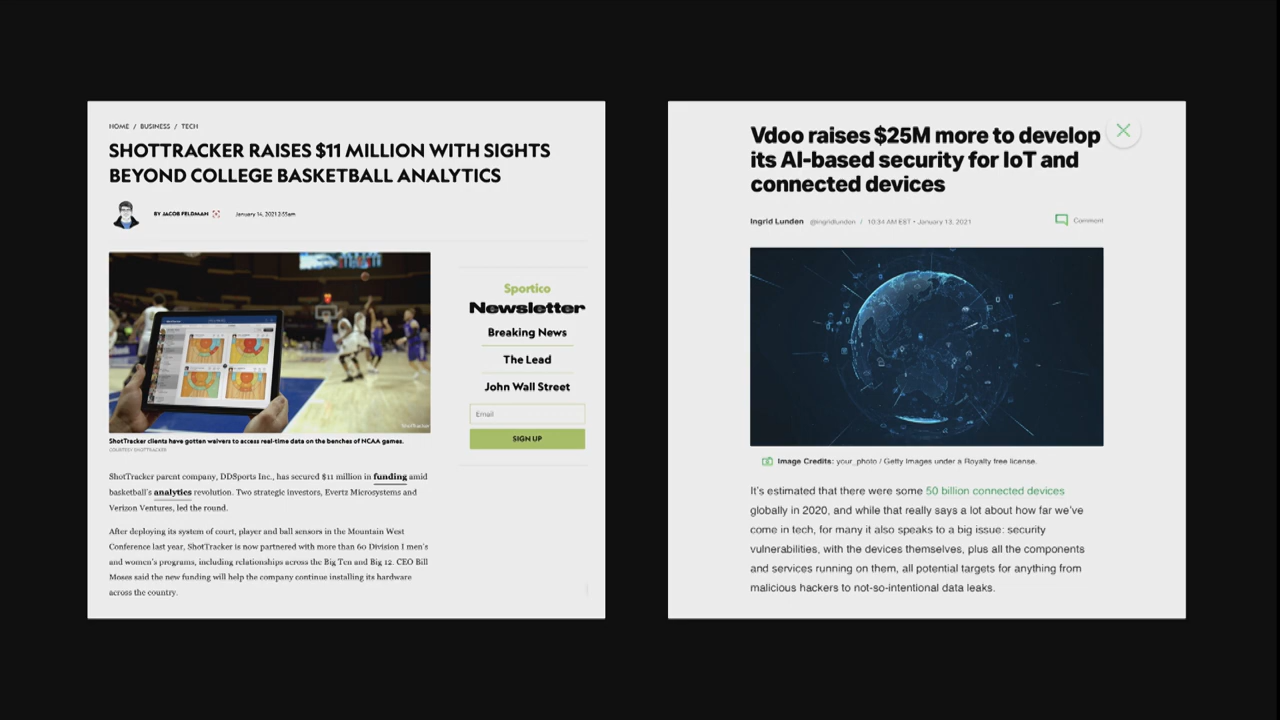 HOME / BUSINESS / TECH
SHOTTRACKER RAISES $11 MILLION WITH SIGHTS
BEYOND COLLEGE BASKETBALL ANALYTICS
BY JACOB FELDMAN
January 14, 2021 2:55am
ShotTracker
ShotTracker clients have gotten waivers to access real-time data on the benches of NCAA games.
COURTESY SHOTTRACKER
ShotTracker parent company, DDSports Inc., has secured $11 million in funding amid
basketball's analytics revolution. Two strategic investors, Evertz Microsystems and
Verizon Ventures, led the round.
After deploying its system of court, player and ball sensors in the Mountain West
Conference last year, ShotTracker is now partnered with more than 60 Division I men's
and women's programs, including relationships across the Big Ten and Big 12. CEO Bill
Moses said the new funding will help the company continue installing its hardware
across the country.
Sportico
Newsletter
Breaking News
The Lead
John Wall Street
Email
SIGN UP
Vdoo raises $25M more to develop
its AI-based security for IoT and
connected devices
Ingrid Lunden @ingridlunden / 10:34 AM EST • January 13, 2021
Comment
Image Credits: your_photo / Getty Images under a Royalty free license.
It's estimated that there were some 50 billion connected devices
globally in 2020, and while that really says a lot about how far we've
come in tech, for many it also speaks to a big issue: security
vulnerabilities, with the devices themselves, plus all the components
and services running on them, all potential targets for anything from
malicious hackers to not-so-intentional data leaks.